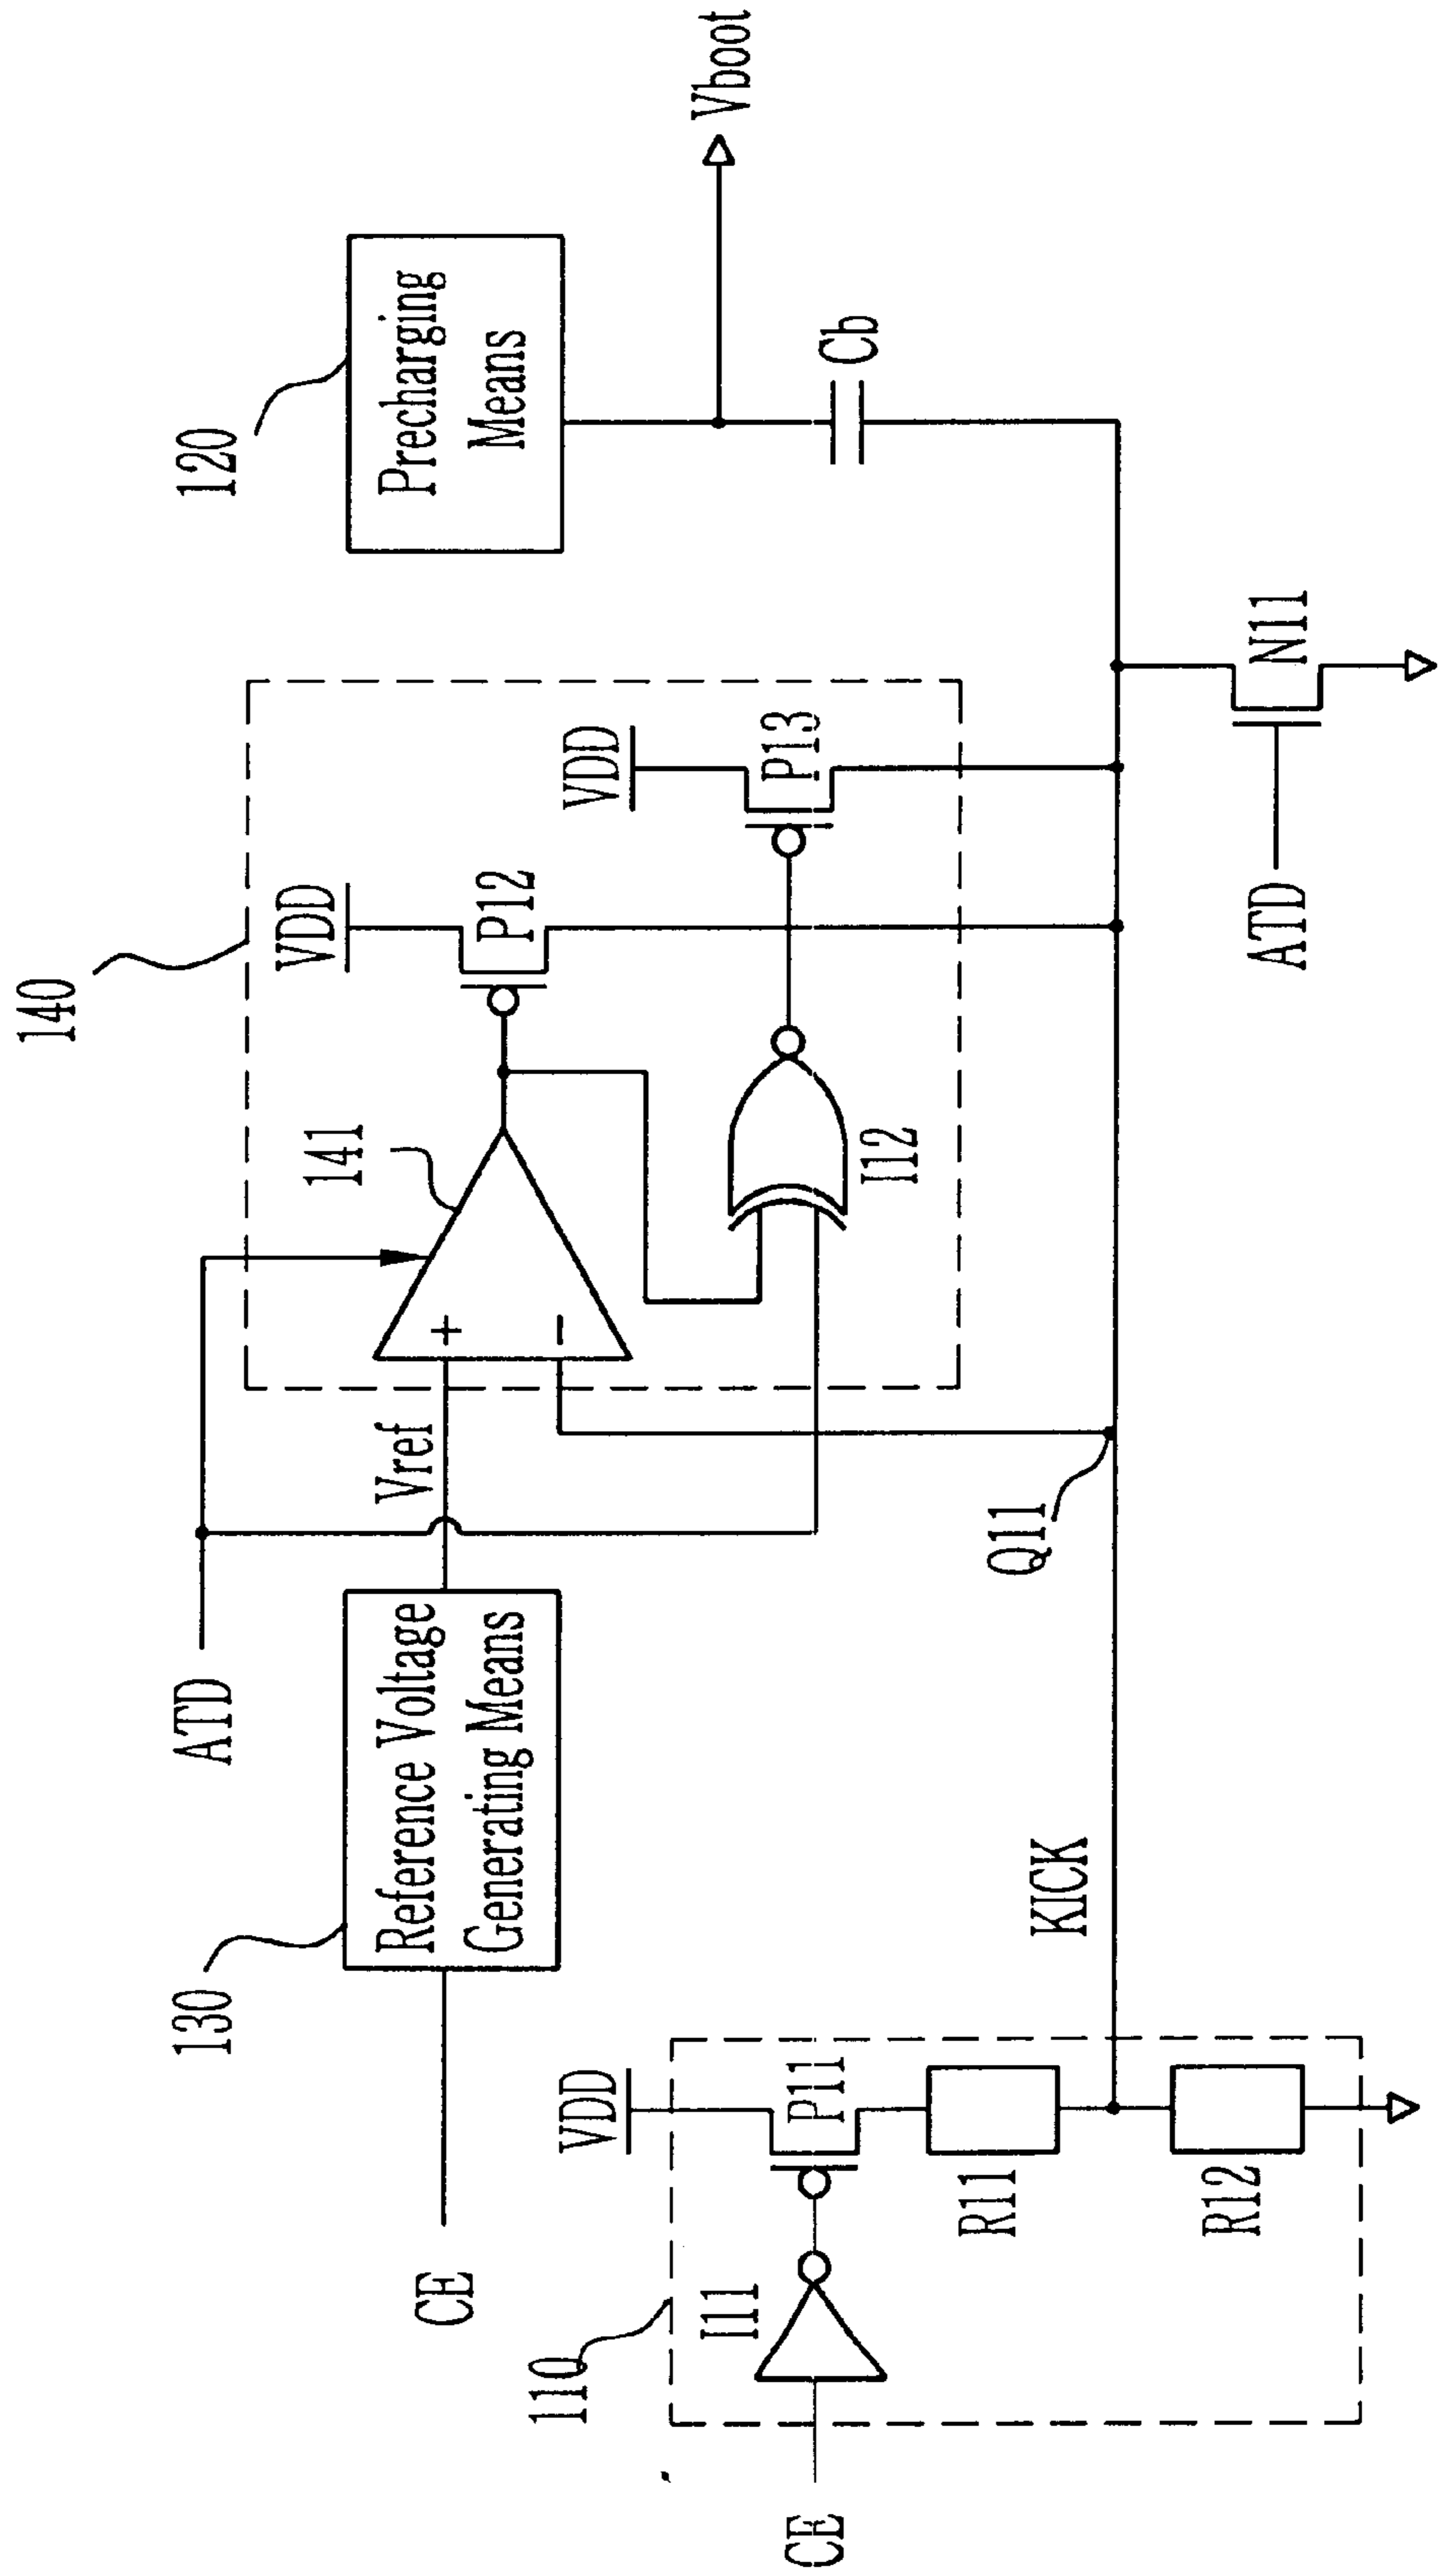 140
120
Precharging
Means
Vboot
VDD
P12
141
VDD
P13
Cb
I12
ATD
130
Reference Voltage
Generating Means
Vref
CE
Q11
N11
ATD
KICK
110
VDD
I11
P11
R11
R12
CE